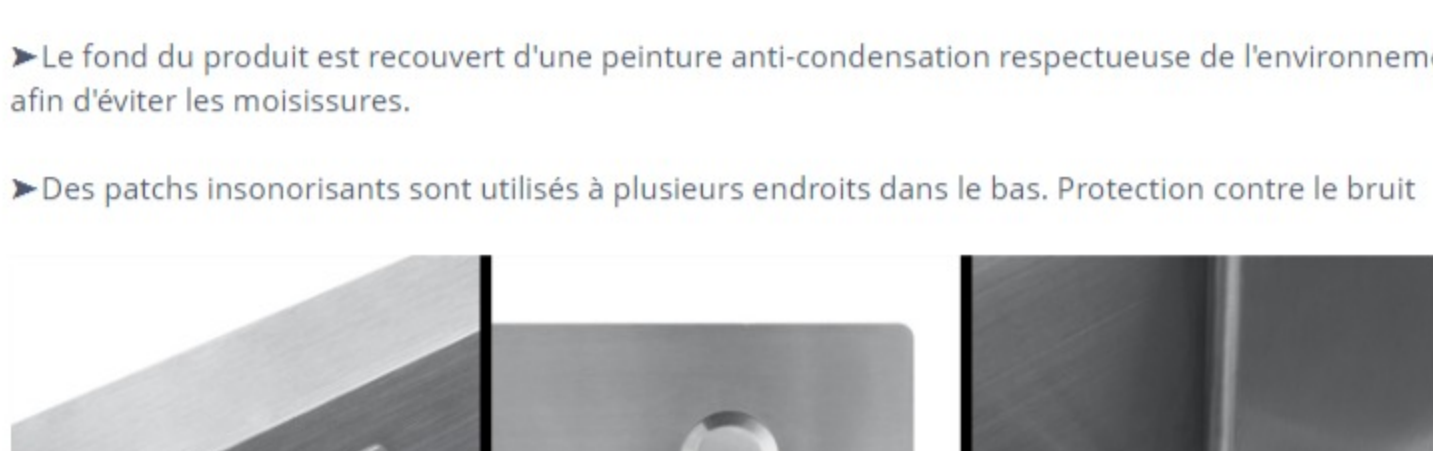 ➤Le fond du produit est recouvert d'une peinture anti-condensation respectueuse de
afin d'éviter les moisissures.
➤Des patchs insonorisants sont utilisés à plusieurs endroits dans le bas. Protection contre le bruit